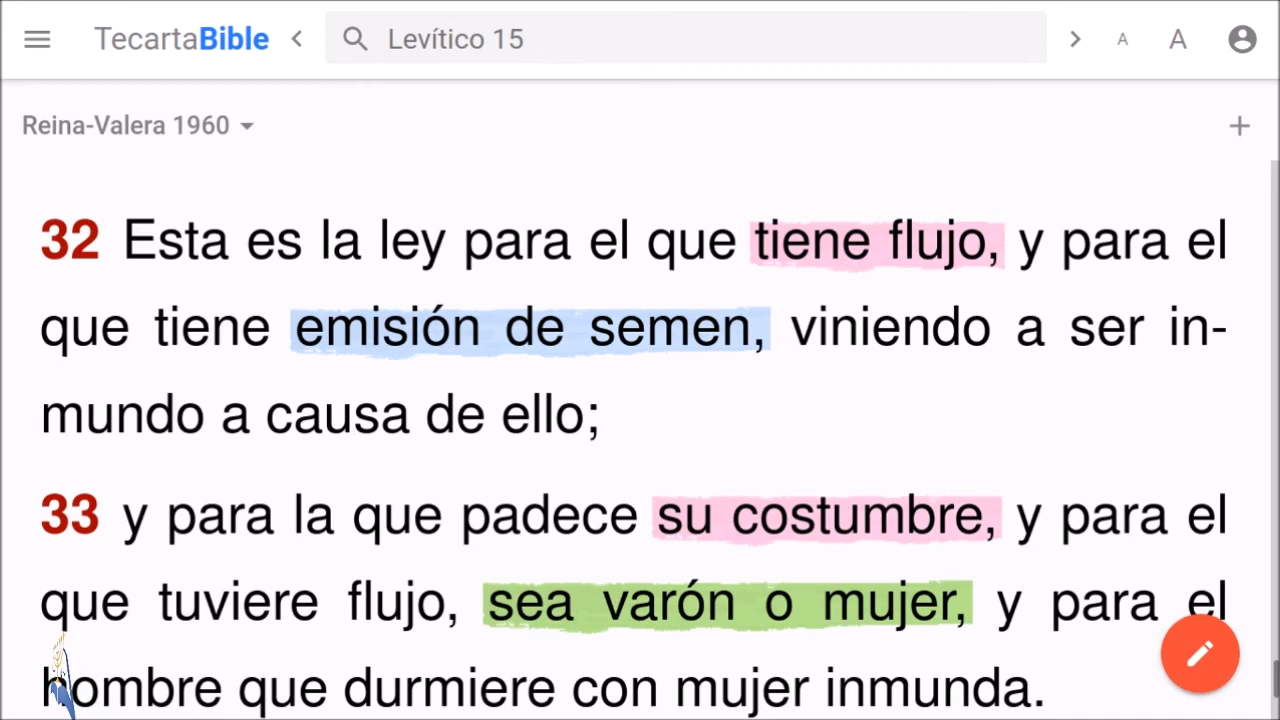 TecartaBible Levítico 15 A A
Reina-Valera 1960
32 Esta es la ley para el que tiene flujo, y para el
que tiene emisión de semen, viniendo a ser in-
mundo a causa de ello;
33 y para la que padece su costumbre, y para el
que tuviere flujo, sea varón o mujer, y para el
hombre que durmiere con mujer inmunda.